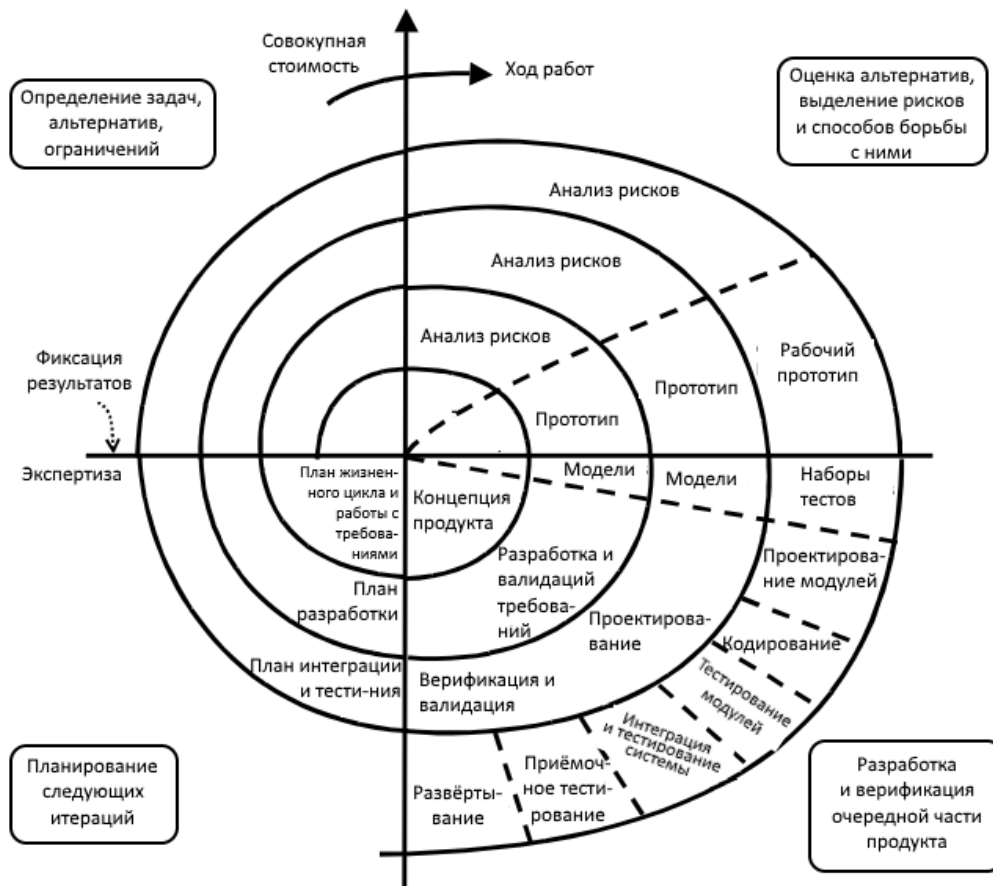 Совокупная
стоимость
Ход работ
Определение задач,
альтернатив,
ограничений
Оценка альтернатив,
выделение рисков
и способов борьбы
с ними
Анализ рисков
Анализ рисков
Анализ рисков
Фиксация
результатов
Рабочий
прототип
Прототип
Прототип
Экспертиза
План жизнен-
ного цикла и
работы с
требова-
ниями
Концепция
продукта
Модели
Модели
Наборы
тестов
Разработка и
валидаций
требова-
ний
Проектирова-
ние модулей
План
разработки
Проектирова-
вание
Кодирование
План интеграции
и тести-ния
Верификация и
валидация
Тестирование
модулей
Интеграция
и тестирование
системы
Приёмоч-
ное тести-
рование
Развёрты-
вание
Планирование
следующих
итераций
Разработка
и верификация
очередной части
продукта